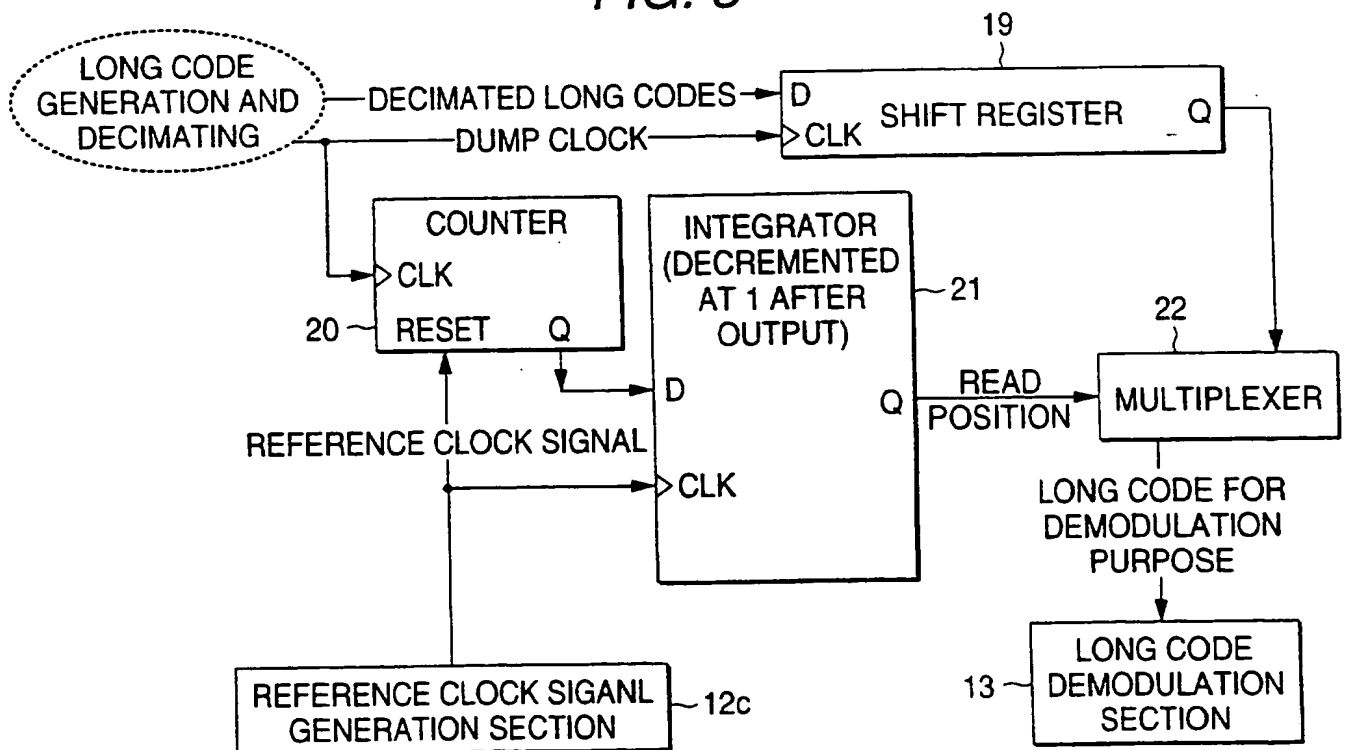 19
LONG CODE
GENERATION AND
DECIMATING
DECIMATED LONG CODES
DUMP CLOCK
D
CLK
SHIFT REGISTER
Q
COUNTER
CLK
20
RESET
Q
INTEGRATOR
(DECREMENTED
AT 1 AFTER
OUTPUT)
21
D
Q
CLK
READ
POSITION
22
MULTIPLEXER
REFERENCE CLOCK SIGNAL
LONG CODE FOR
DEMODULATION
PURPOSE
REFERENCE CLOCK SIGANL
GENERATION SECTION
12c
13
LONG CODE
DEMODULATION
SECTION